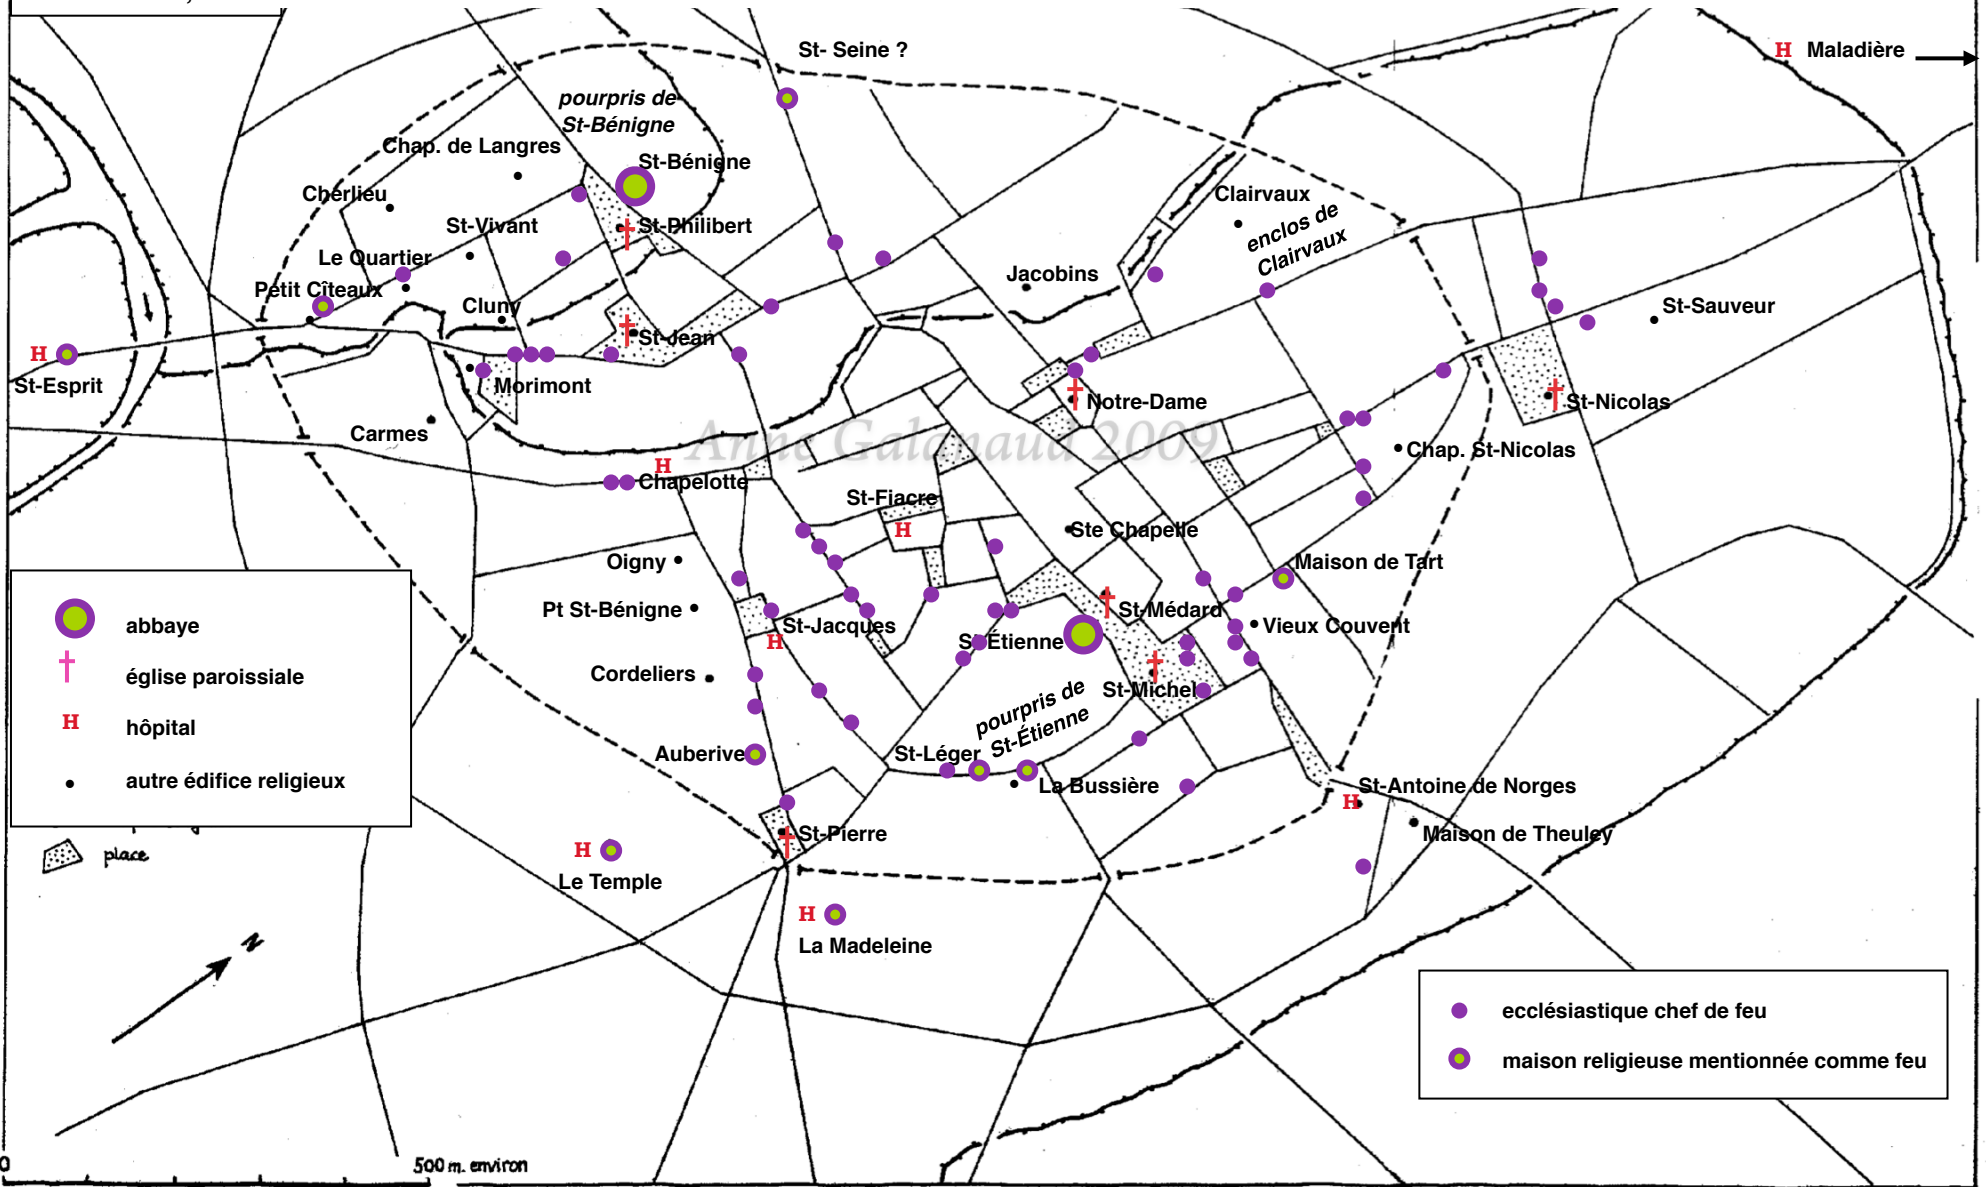 St- Seine ?
H Maladière
pourpris de
St-Bénigne
Chap. de Langres
St-Bénigne
Cherlieu
Clairvaux
St-Vivant
St-Philibert
enclos de
Clairvaux
Le Quartier
Jacobins
Petit Cîteaux
Cluny
St-Sauveur
St-Jean
H
St-Esprit
Morimont
Notre-Dame
St-Nicolas
Carmes
Anne Galanaud 2009
Chap. St-Nicolas
H
Chapelotte
St-Fiacre
H
Ste Chapelle
Oigny
Maison de Tart
Pt St-Bénigne
St-Médard
St-Jacques
H
Vieux Couvent
St-Étienne
Cordeliers
St-Michel
pourpris de
St-Étienne
Auberive
St-Léger
La Bussière
St-Antoine de Norges
H
St-Pierre
Maison de Theuley
H
Le Temple
H
La Madeleine
abbaye
église paroissiale
H hôpital
autre édifice religieux
place
N
ecclésiastique chef de feu
maison religieuse mentionnée comme feu
0
500 m. environ